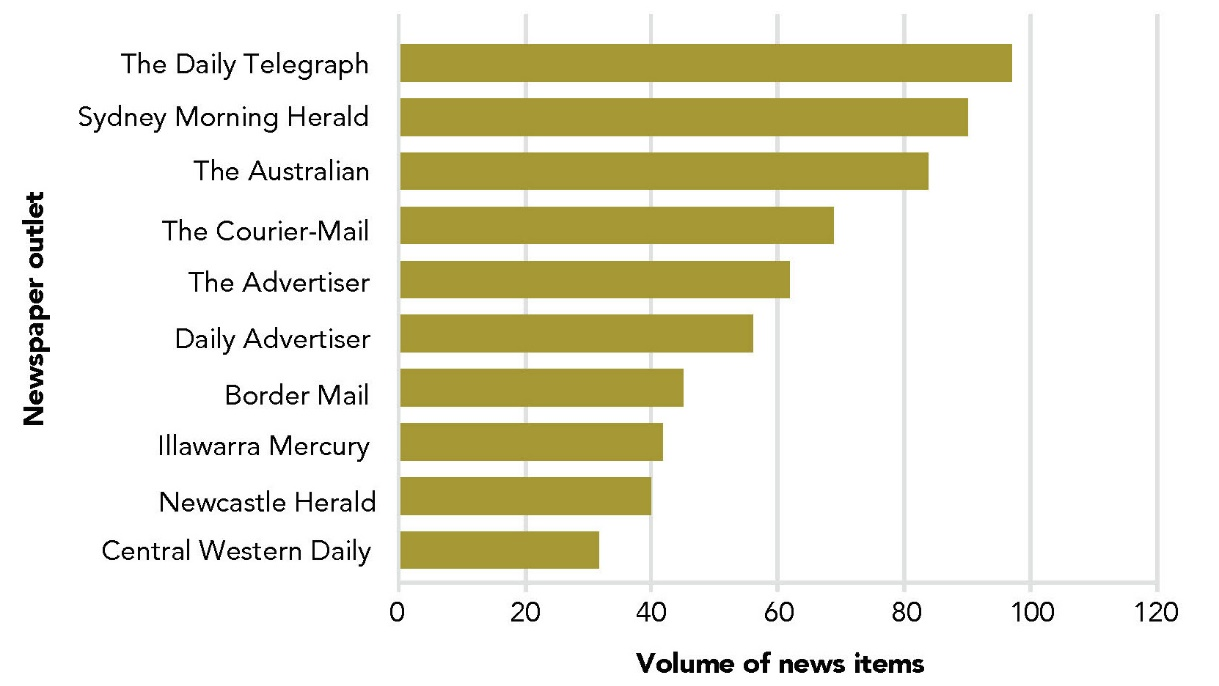 The Daily Telegraph
Sydney Morning Herald
The Australian
The Courier-Mail
The Advertiser
Daily Advertiser
Border Mail
Illawarra Mercury
Newcastle Herald
Central Western Daily
Newspaper outlet
0 20 40 60 80 100 120
Volume of news items